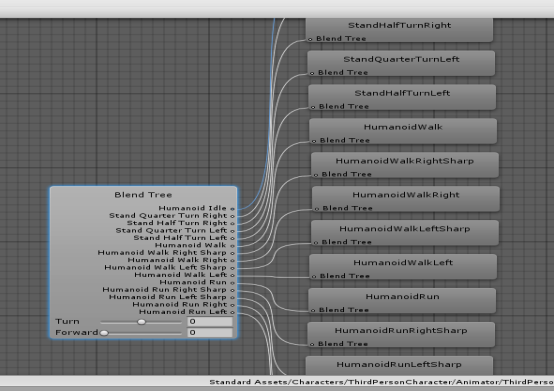 StandHalfTurnRight
Blend Tree
StandQuarterTurnLeft
Blend Tree
StandHalfTurnLeft
Blend Tree
HumanoidWalk
Blend Tree
HumanoidWalkRightSharp
Blend Tree
HumanoidWalkRight
Blend Tree
HumanoidWalkLeftSharp
Blend Tree
HumanoidWalkLeft
Blend Tree
HumanoidRun
Blend Tree
HumanoidRunRightSharp
Blend Tree
HumanoidRunLeftSharp
Blend Tree
Humanoid Idle
Stand Quarter Turn Right
Stand Half Turn Right
Stand Quarter Turn Left
Stand Half Turn Left
Humanoid Walk
Humanoid Walk Right Sharp
Humanoid Walk Right
Humanoid Walk Left Sharp
Humanoid Walk Left
Humanoid Run
Humanoid Run Right Sharp
Humanoid Run Left Sharp
Humanoid Run Right
Humanoid Run Left
Turn 0
Forward 0
Standard Assets/Characters/ThirdPersonCharacter/Animator/ThirdPerso